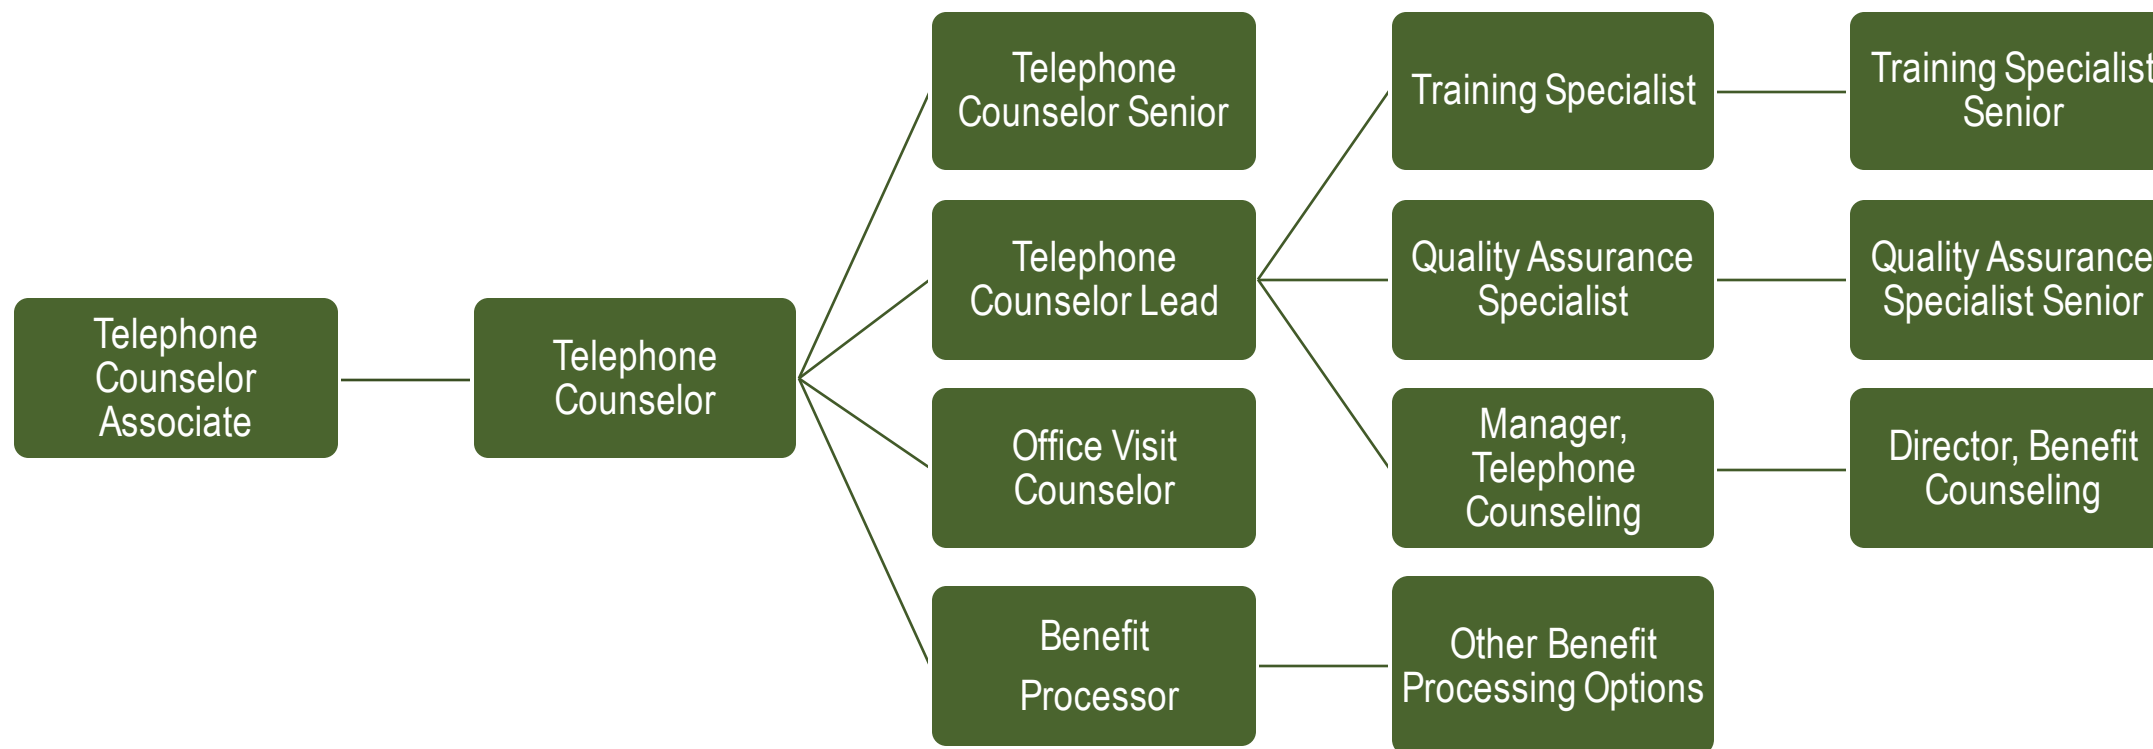 Telephone
Counselor
Associate
Telephone
Counselor
Telephone
Counselor Senior
Telephone
Counselor Lead
Office Visit
Counselor
Benefit
Processor
Training Specialist
Quality Assurance
Specialist
Manager,
Telephone
Counseling
Other Benefit
Processing Options
Training Specialist
Senior
Quality Assurance
Specialist Senior
Director, Benefit
Counseling